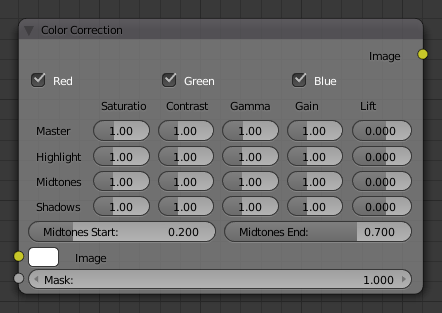 Color Correction
Image
Red Green Blue
Saturatio Contrast Gamma Gain Lift
Master 1.00 1.00 1.00 1.00 0.000
Highlight 1.00 1.00 1.00 1.00 0.000
Midtones 1.00 1.00 1.00 1.00 0.000
Shadows 1.00 1.00 1.00 1.00 0.000
Midtones Start: 0.200 Midtones End: 0.700
Image
Mask: 1.000